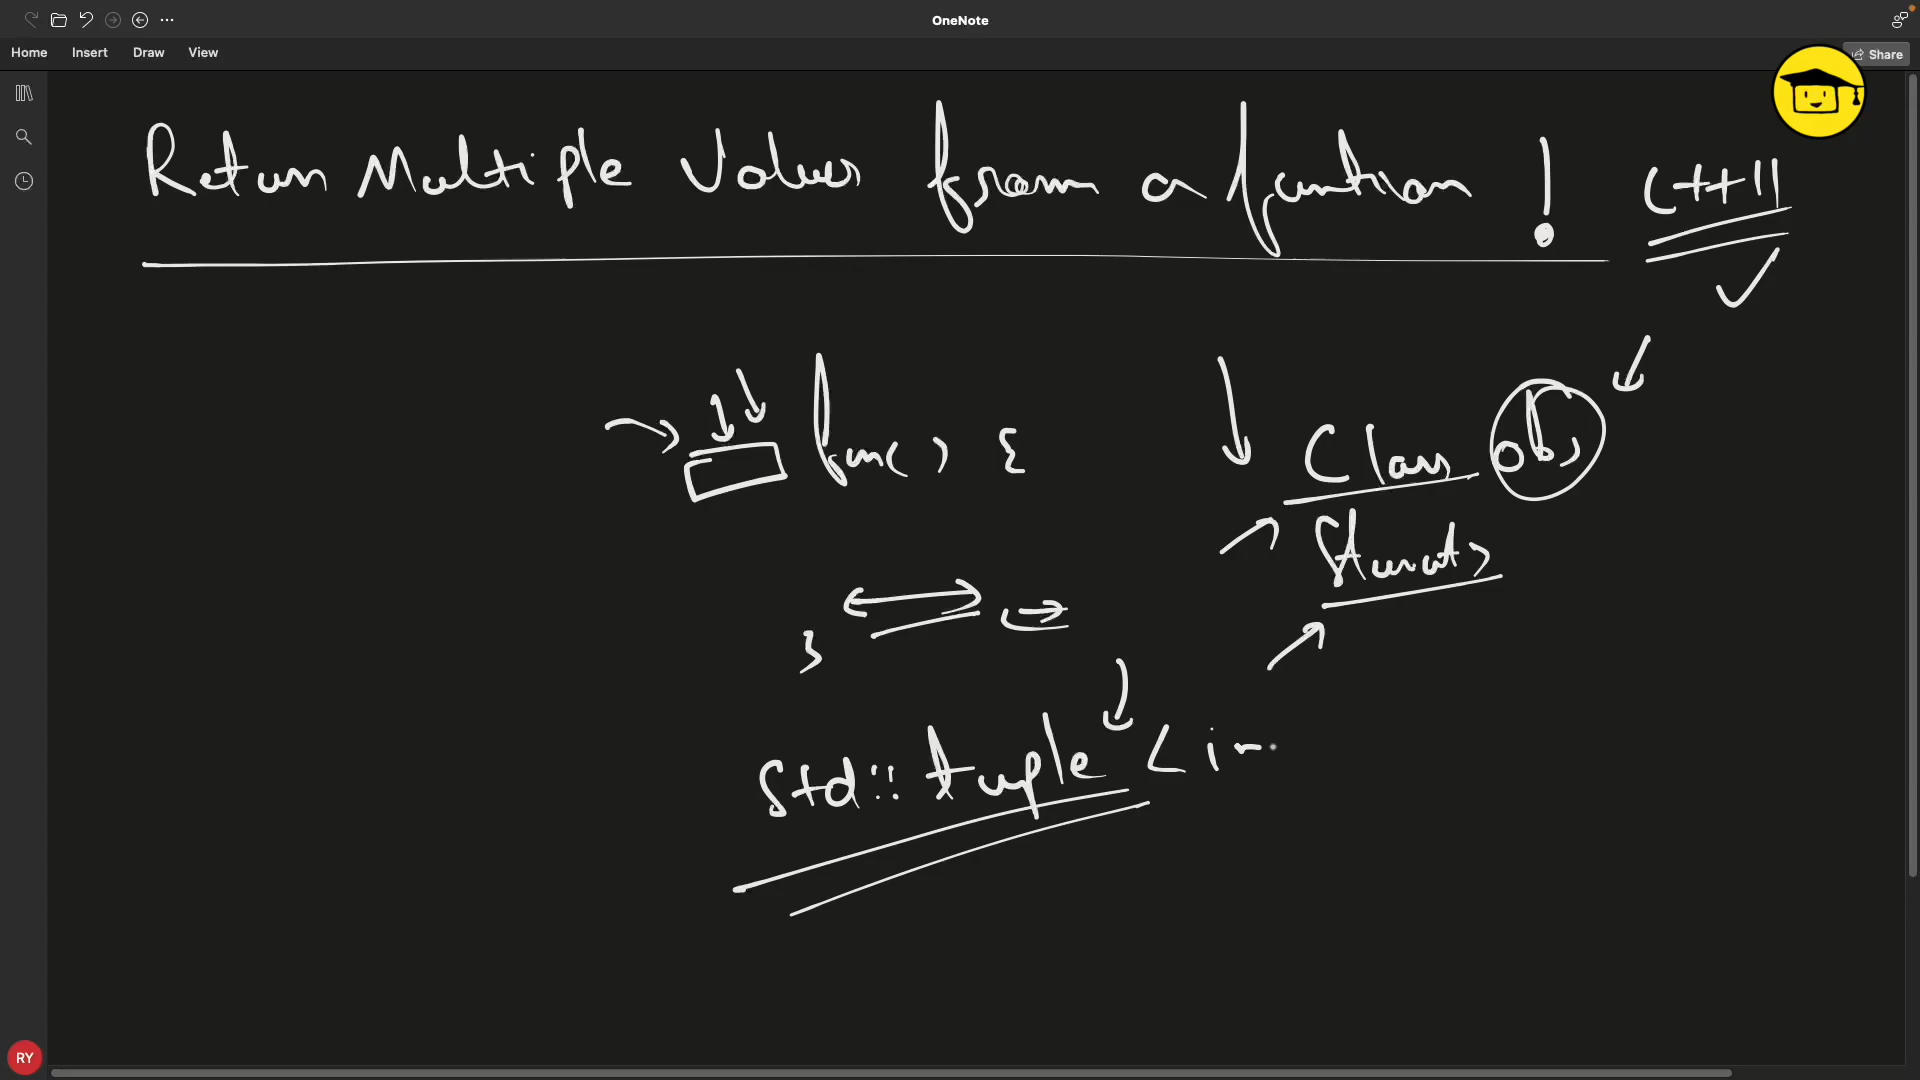 OneNote
Home Insert Draw View
Share
Return Multiple Values from a function ! C++11
func( ) {
Class obj
Structs
}
std::tuple < in
RY